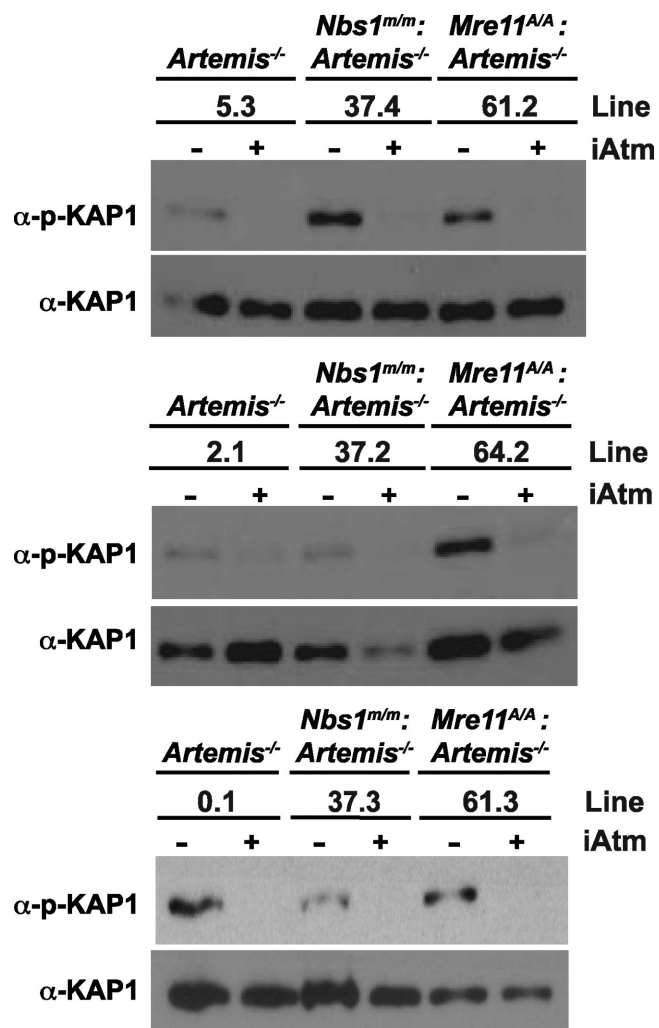 Nbs1m/m: Mre11A/A:
Artemis-/- Artemis-/- Artemis-/-
5.3 37.4 61.2 Line
- + - + - + iAtm
α-p-KAP1
α-KAP1
Nbs1m/m: Mre11A/A:
Artemis-/- Artemis-/- Artemis-/-
2.1 37.2 64.2 Line
- + - + - + iAtm
α-p-KAP1
α-KAP1
Nbs1m/m: Mre11A/A:
Artemis-/- Artemis-/- Artemis-/-
0.1 37.3 61.3 Line
- + - + - + iAtm
α-p-KAP1
α-KAP1